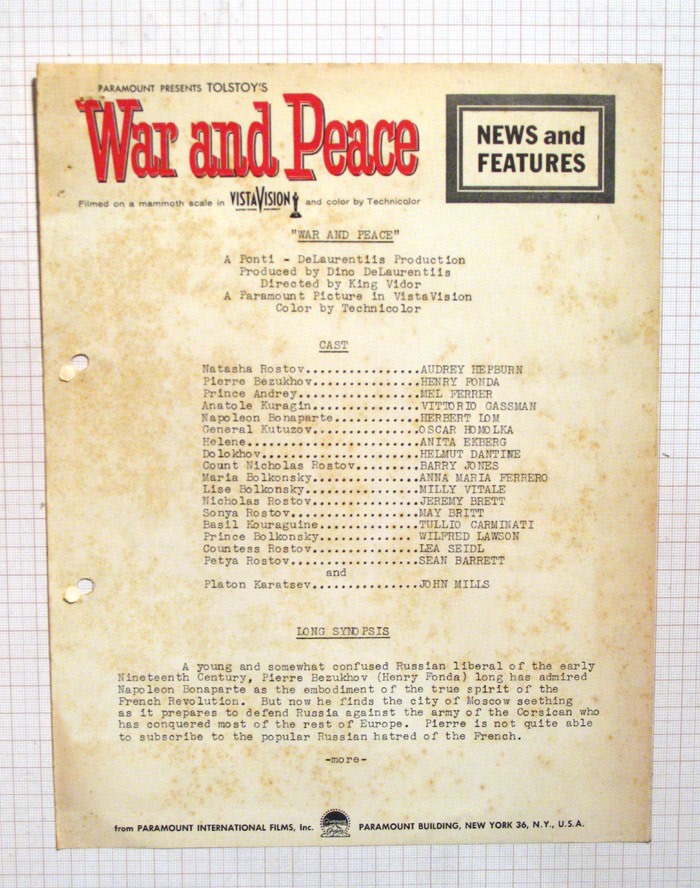 PARAMOUNT PRESENTS TOLSTOY'S
War and Peace
NEWS and
FEATURES
Filmed on a mammoth scale in VISTAVISION and color by Technicolor
"WAR AND PEACE"
A Ponti - DeLaurentiis Production
Produced by Dino DeLaurentiis
Directed by King Vidor
A Paramount Picture in VistaVision
Color by Technicolor
CAST
Natasha Rostov................AUDREY HEPBURN
Pierre Bezukhov...............HENRY FONDA
Prince Andrey.................MEL FERRER
Anatole Kuragin...............VITTORIO GASSMAN
Napoleon Bonaparte............HERBERT LOM
General Kutuzov...............OSCAR HOMOLKA
Helene........................ANITA EKBERG
Dolokhov......................HELMUT DANTINE
Count Nicholas Rostov.........BARRY JONES
Maria Bolkonsky...............ANNA MARIA FERRERO
Lise Bolkonsky................MILLY VITALE
Nicholas Rostov...............JEREMY BRETT
Sonya Rostov..................MAY BRITT
Basil Kouraguine..............TULLIO CARMINATI
Prince Bolkonsky..............WILFRED LAWSON
Countess Rostov...............LEA SEIDL
Petya Rostov..................SEAN BARRETT
and
Platon Karatsev...............JOHN MILLS
LONG SYNOPSIS
A young and somewhat confused Russian liberal of the early
Nineteenth Century, Pierre Bezukhov (Henry Fonda) long has admired
Napoleon Bonaparte as the embodiment of the true spirit of the
French Revolution. But now he finds the city of Moscow seething
as it prepares to defend Russia against the army of the Corsican who
has conquered most of the rest of Europe. Pierre is not quite able
to subscribe to the popular Russian hatred of the French.
-more-
from PARAMOUNT INTERNATIONAL FILMS, Inc. PARAMOUNT BUILDING, NEW YORK 36, N.Y., U.S.A.